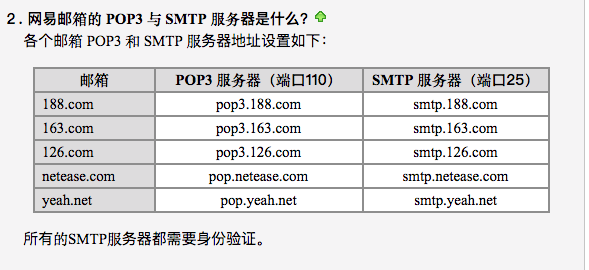 2．网易邮箱的 POP3 与 SMTP 服务器是什么？
各个邮箱 POP3 和 SMTP 服务器地址设置如下：
邮箱 POP3 服务器（端口110） SMTP 服务器（端口25）
188.com pop3.188.com smtp.188.com
163.com pop3.163.com smtp.163.com
126.com pop3.126.com smtp.126.com
netease.com pop.netease.com smtp.netease.com
yeah.net pop.yeah.net smtp.yeah.net
所有的SMTP服务器都需要身份验证。